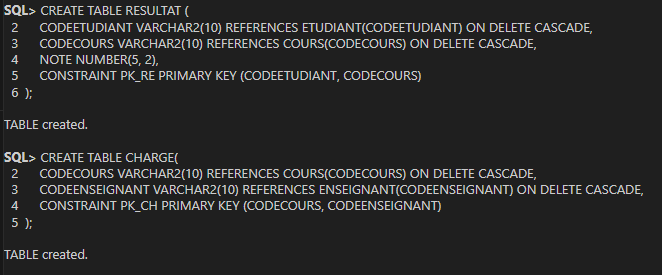 SQL> CREATE TABLE RESULTAT (
2 CODEETUDIANT VARCHAR2(10) REFERENCES ETUDIANT(CODEETUDIANT) ON DELETE CASCADE,
3 CODECOURS VARCHAR2(10) REFERENCES COURS(CODECOURS) ON DELETE CASCADE,
4 NOTE NUMBER(5, 2),
5 CONSTRAINT PK_RE PRIMARY KEY (CODEETUDIANT, CODECOURS)
6 );
TABLE created.
SQL> CREATE TABLE CHARGE(
2 CODECOURS VARCHAR2(10) REFERENCES COURS(CODECOURS) ON DELETE CASCADE,
3 CODEENSEIGNANT VARCHAR2(10) REFERENCES ENSEIGNANT(CODEENSEIGNANT) ON DELETE CASCADE,
4 CONSTRAINT PK_CH PRIMARY KEY (CODECOURS, CODEENSEIGNANT)
5 );
TABLE created.